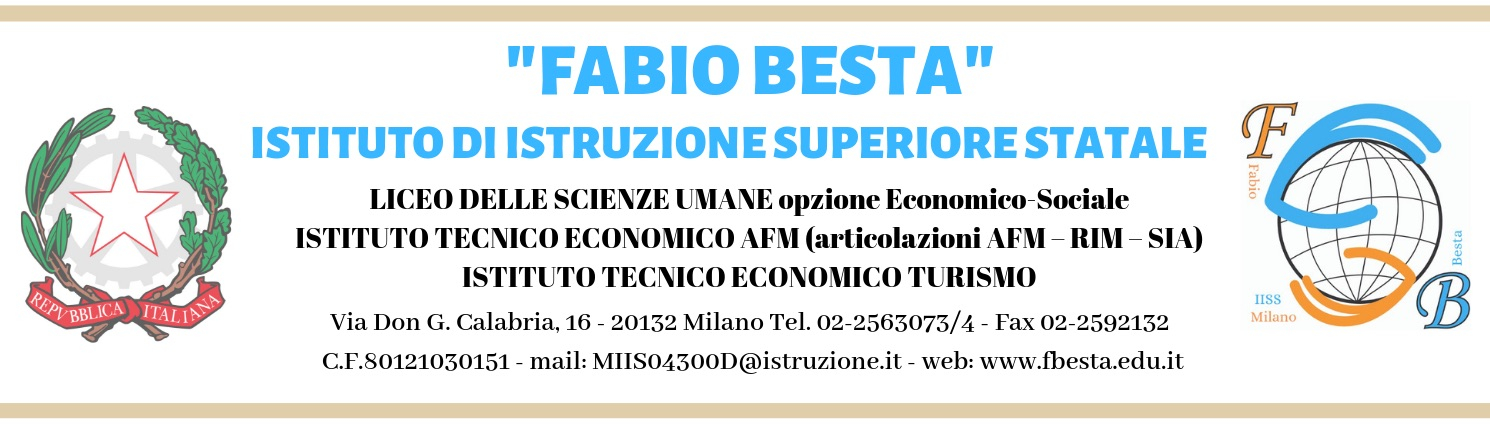 "FABIO BESTA"
ISTITUTO DI ISTRUZIONE SUPERIORE STATALE
LICEO DELLE SCIENZE UMANE opzione Economico-Sociale
ISTITUTO TECNICO ECONOMICO AFM (articolazioni AFM – RIM – SIA)
ISTITUTO TECNICO ECONOMICO TURISMO
Via Don G. Calabria, 16 - 20132 Milano Tel. 02-2563073/4 - Fax 02-2592132
C.F.80121030151 - mail: MIIS04300D@istruzione.it - web: www.fbesta.edu.it
REPVBBLICA ITALIANA
F
Fabio
IISS
Milano
B
Besta